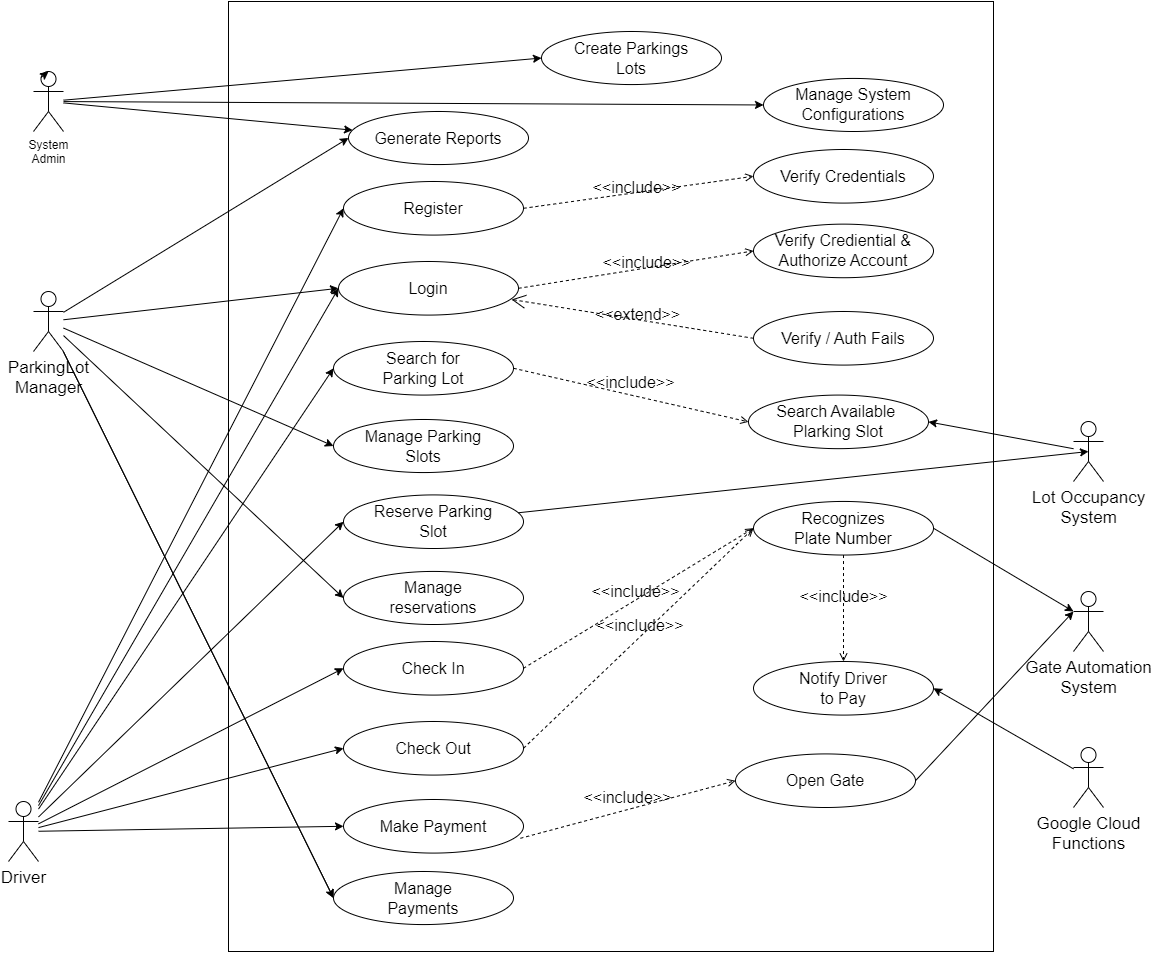 Create Parkings
Lots
Manage System
Configurations
System
Admin
Generate Reports
Verify Credentials
<<include>>
Register
Verify Crediential &
Authorize Account
<<include>>
Login
<<extend>>
Verify / Auth Fails
ParkingLot
Manager
Search for
Parking Lot
<<include>>
Search Available
Plarking Slot
Manage Parking
Slots
Lot Occupancy
System
Reserve Parking
Slot
Recognizes
Plate Number
Manage
reservations
<<include>>
<<include>>
<<include>>
Check In
Notify Driver
to Pay
Gate Automation
System
Check Out
Open Gate
<<include>>
Make Payment
Google Cloud
Functions
Driver
Manage
Payments